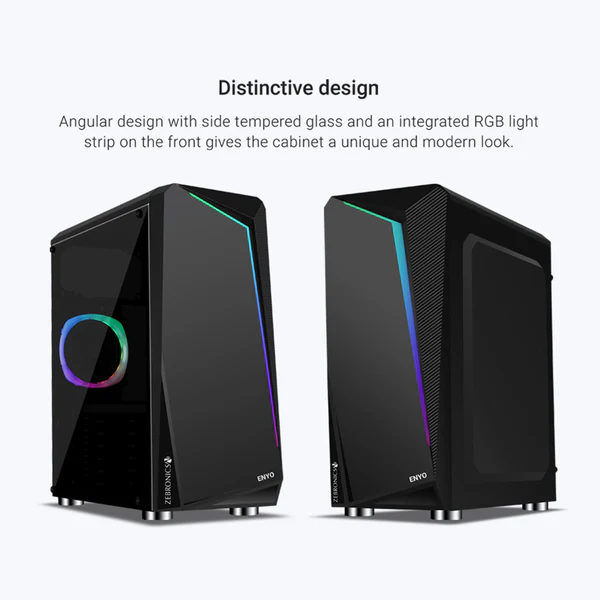 Distinctive design
Angular design with side tempered glass and an integrated RGB light
strip on the front gives the cabinet a unique and modern look.
ZEBRONICS
ENYO
ZEBRONICS
ENYO